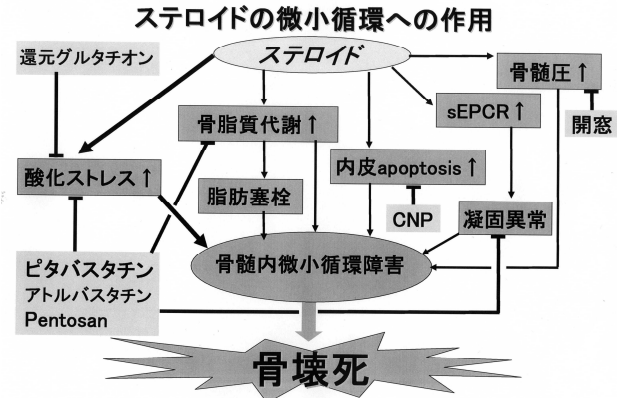 ステロイドの微小循環への作用
還元グルタチオン
ステロイド
骨髄圧↑
骨脂質代謝↑
sEPCR↑
開窓
酸化ストレス↑
内皮apoptosis↑
脂肪塞栓
CNP
凝固異常
骨髄内微小循環障害
ピタバスタチン
アトルバスタチン
Pentosan
骨壊死